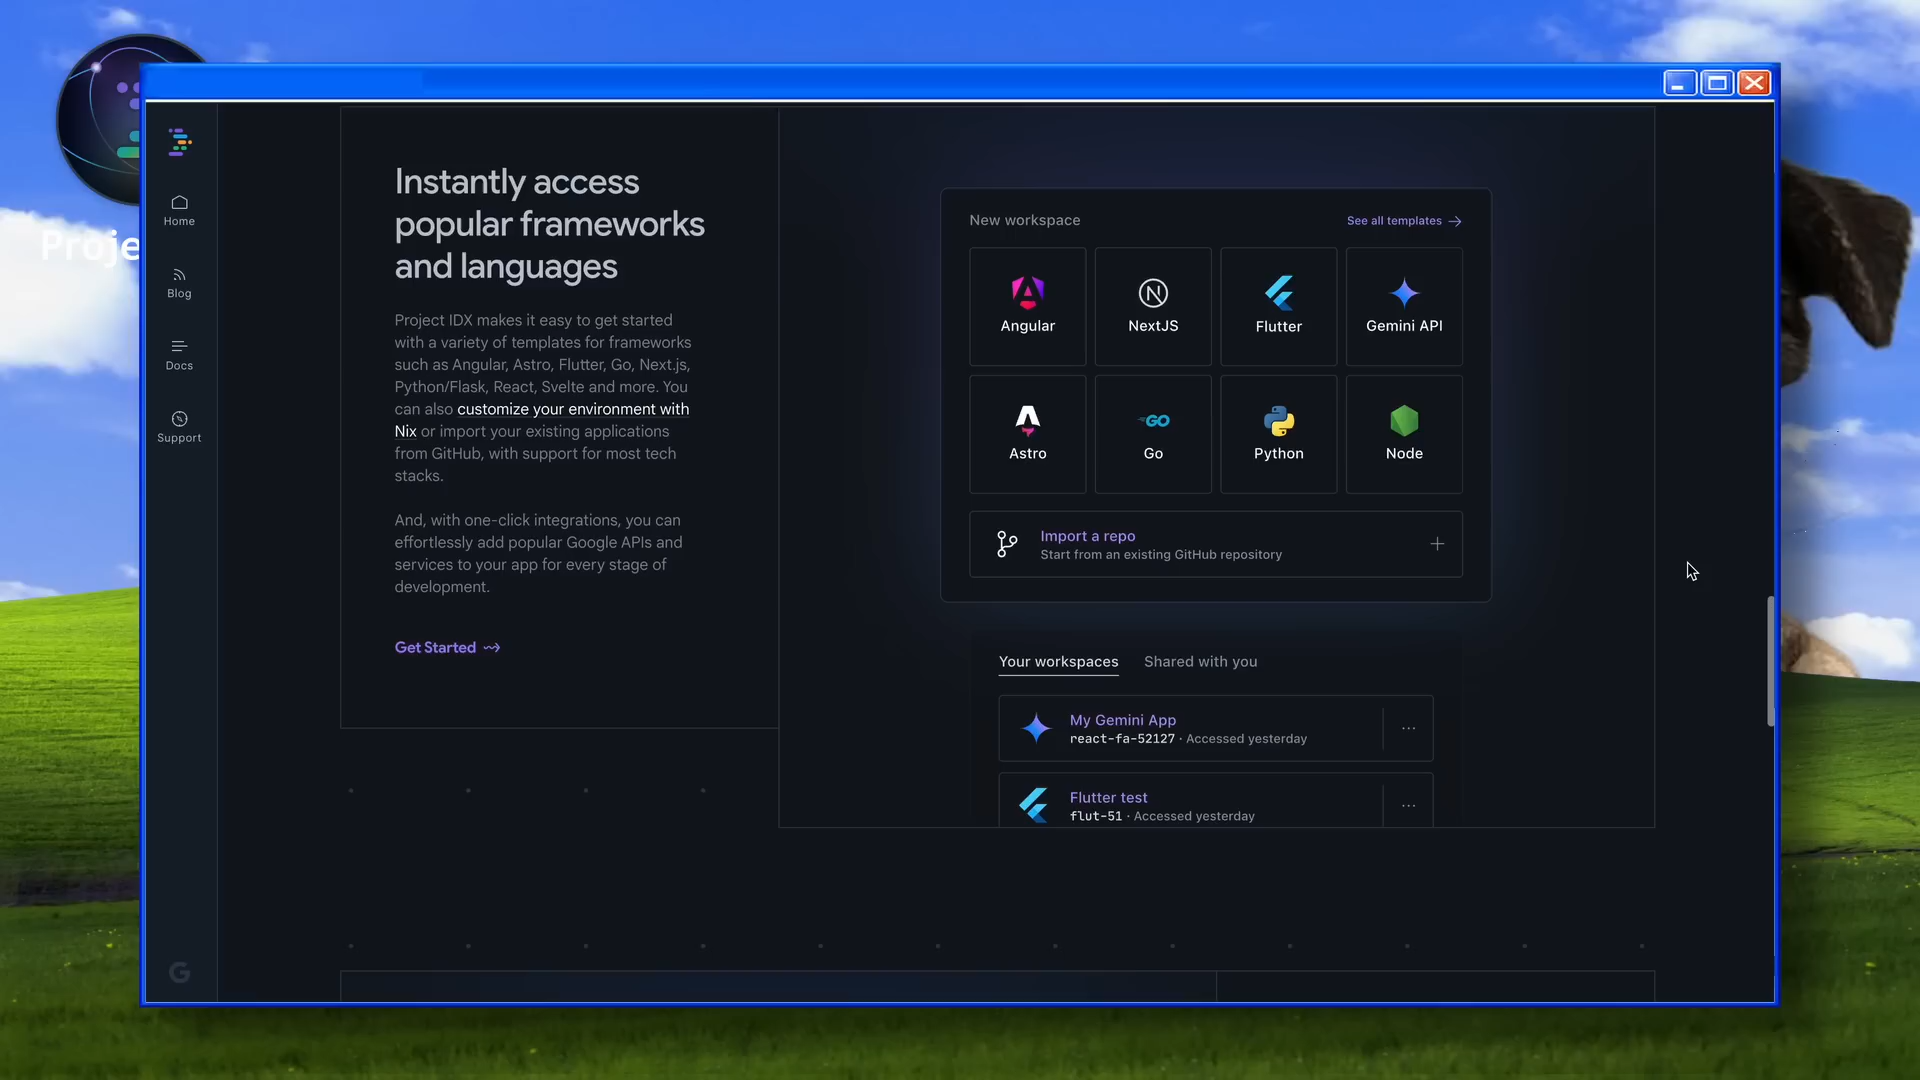 Proje
Home
Blog
Docs
Support
Instantly access
popular frameworks
and languages
Project IDX makes it easy to get started
with a variety of templates for frameworks
such as Angular, Astro, Flutter, Go, Next.js,
Python/Flask, React, Svelte and more. You
can also customize your environment with
Nix or import your existing applications
from GitHub, with support for most tech
stacks.
And, with one-click integrations, you can
effortlessly add popular Google APIs and
services to your app for every stage of
development.
Get Started
New workspace
See all templates
Angular
NextJS
Flutter
Gemini API
Astro
GO
Go
Python
Node
Import a repo
Start from an existing GitHub repository
Your workspaces
Shared with you
My Gemini App
react-fa-52127 · Accessed yesterday
Flutter test
flut-51 · Accessed yesterday
G